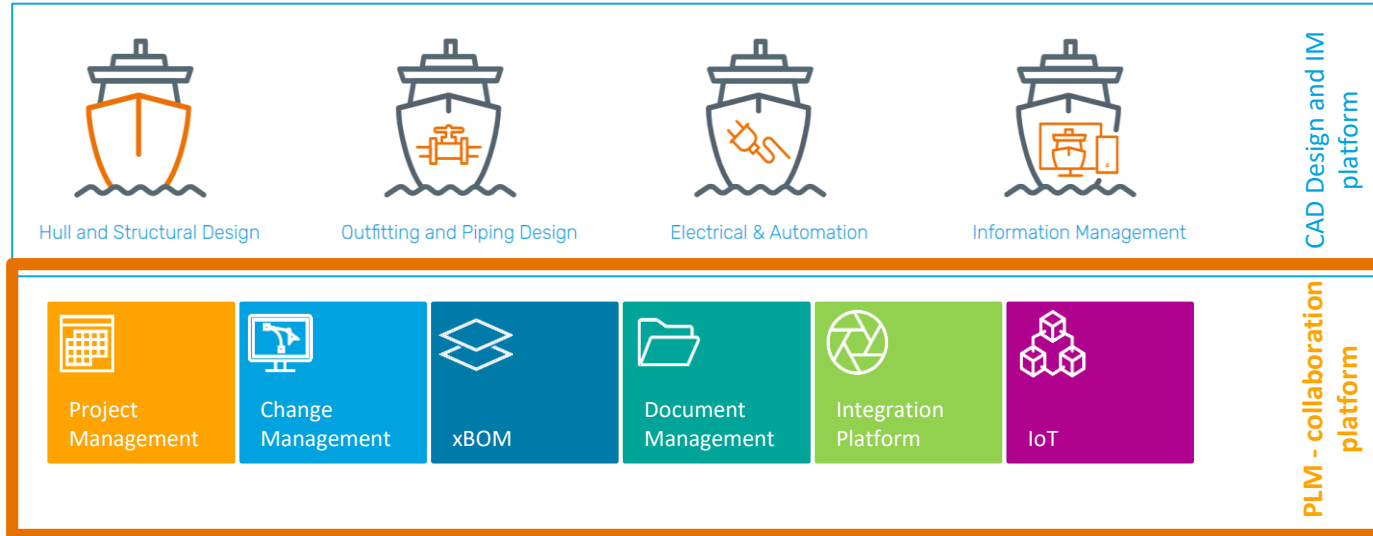 Hull and Structural Design
Outfitting and Piping Design
Electrical & Automation
Information Management
CAD Design and IM
platform
Project
Management
Change
Management
xBOM
Document
Management
Integration
Platform
IoT
PLM - collaboration
platform